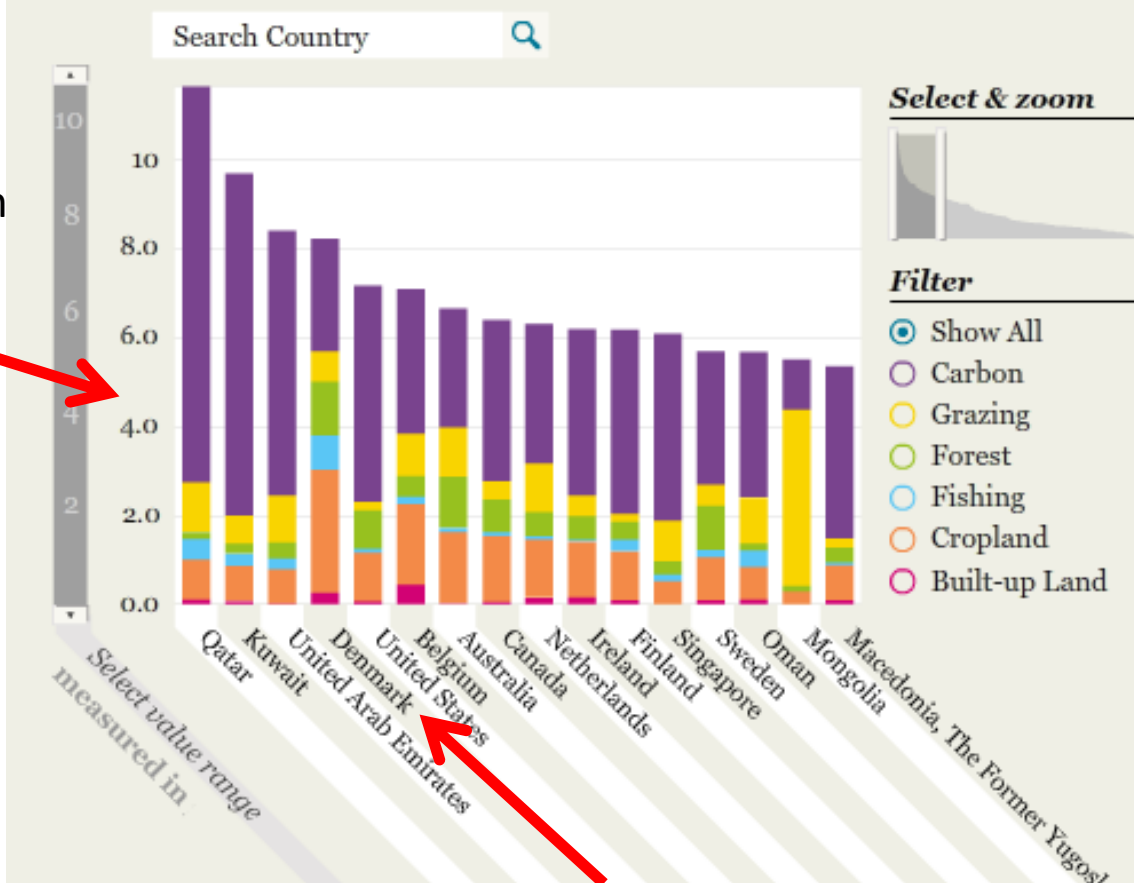 Search Country
10
8
6
4
2
10
8.0
6.0
4.0
2.0
0.0
Select & zoom
Filter
Show All
Carbon
Grazing
Forest
Fishing
Cropland
Built-up Land
Qatar
Kuwait
United Arab Emirates
Denmark
United States
Belgium
Australia
Canada
Netherlands
Ireland
Finland
Singapore
Sweden
Oman
Mongolia
Macedonia, The Former
Select value range
measured in